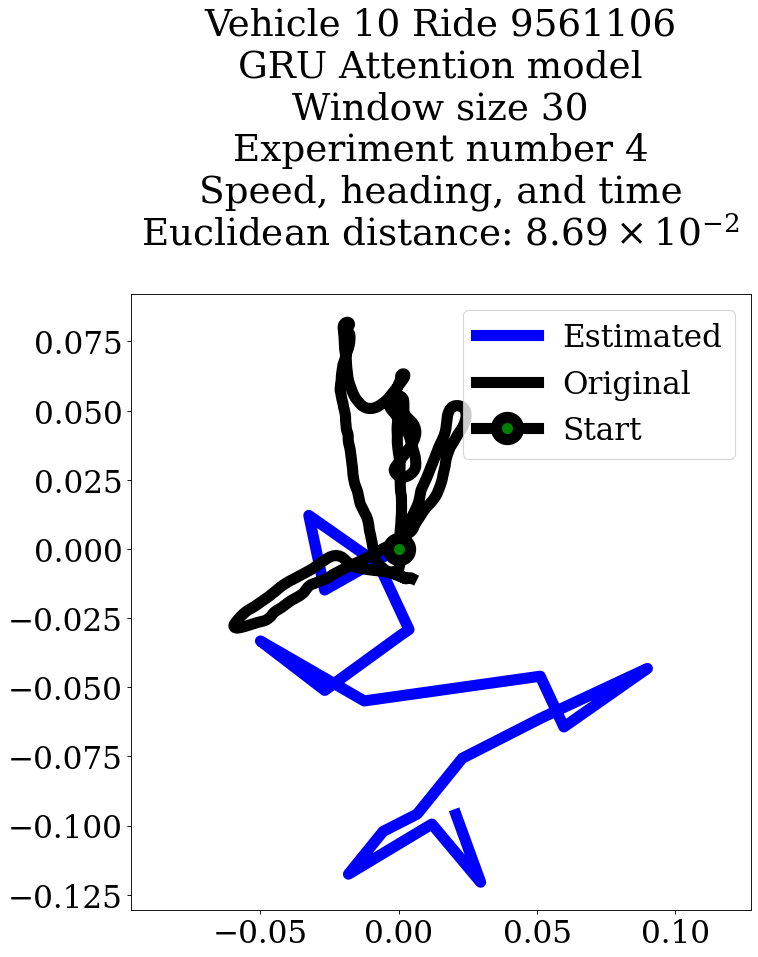 Vehicle 10 Ride 9561106
GRU Attention model
Window size 30
Experiment number 4
Speed, heading, and time
Euclidean distance: 8.69 × 10⁻²
Estimated
Original
Start
0.075
0.050
0.025
0.000
−0.025
−0.050
−0.075
−0.100
−0.125
−0.05 0.00 0.05 0.10